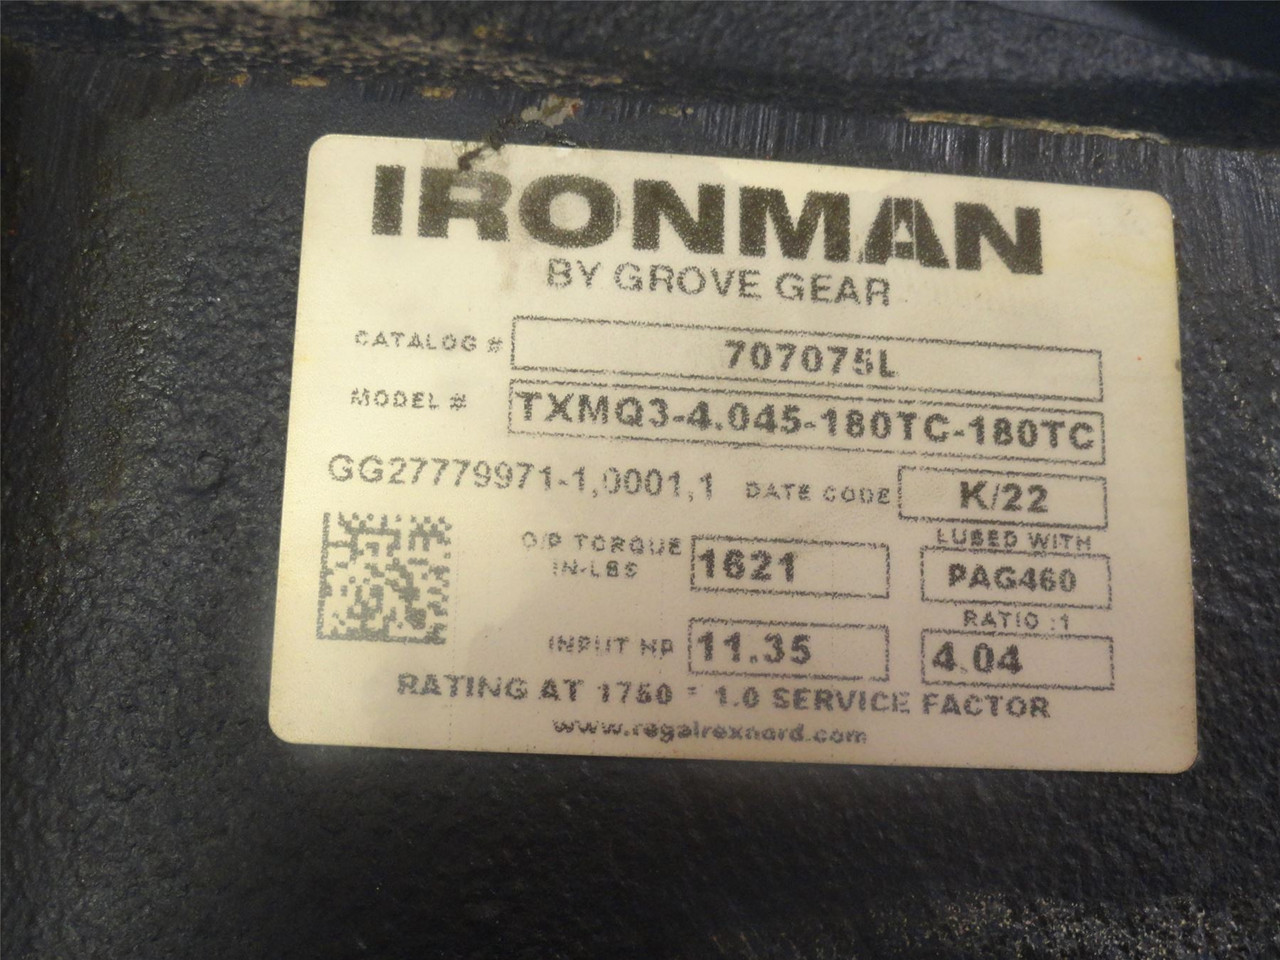 IRONMAN
BY GROVE GEAR
CATALOG # 707075L
MODEL # TXMQ3-4.045-180TC-180TC
GG27779971-1,0001,1 DATE CODE K/22
O/P TORQUE IN-LBS 1621
LUBED WITH
PAG460
INPUT HP 11.35
RATIO :1
4.04
RATING AT 1750 - 1.0 SERVICE FACTOR
www.regalrexnord.com